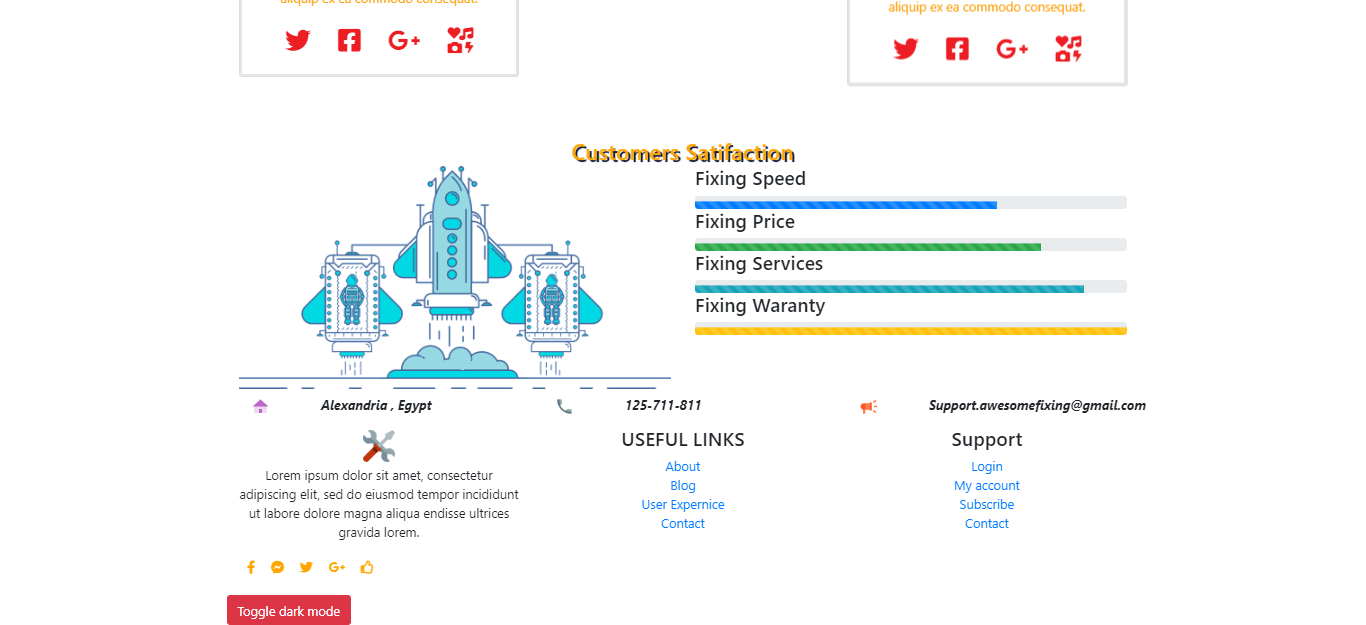 aliquip ex ea commodo consequat.
aliquip ex ea commodo consequat.
Customers Satifaction
Fixing Speed
Fixing Price
Fixing Services
Fixing Waranty
Alexandria , Egypt
125-711-811
Support.awesomefixing@gmail.com
Lorem ipsum dolor sit amet, consectetur
adipiscing elit, sed do eiusmod tempor incididunt
ut labore dolore magna aliqua endisse ultrices
gravida lorem.
USEFUL LINKS
About
Blog
User Expernice
Contact
Support
Login
My account
Subscribe
Contact
Toggle dark mode